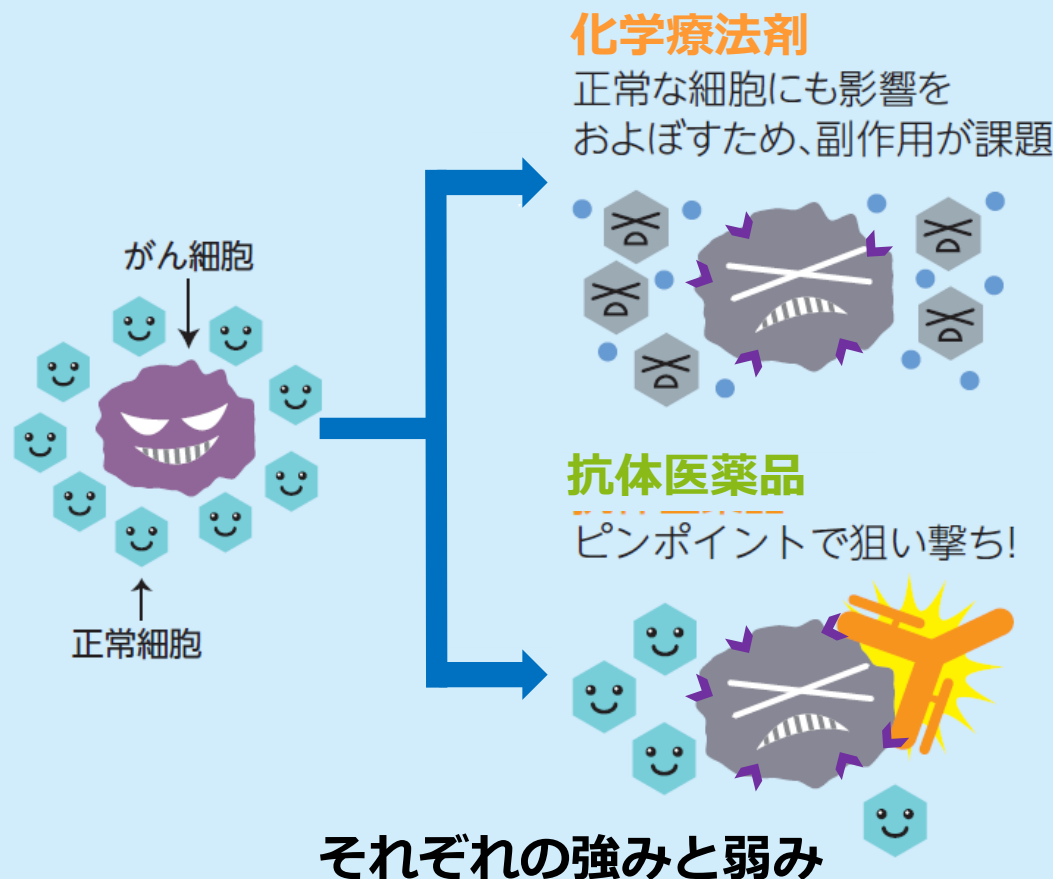 化学療法剤
正常な細胞にも影響を
およぼすため、副作用が課題
がん細胞
正常細胞
抗体医薬品
ピンポイントで狙い撃ち!
それぞれの強みと弱み